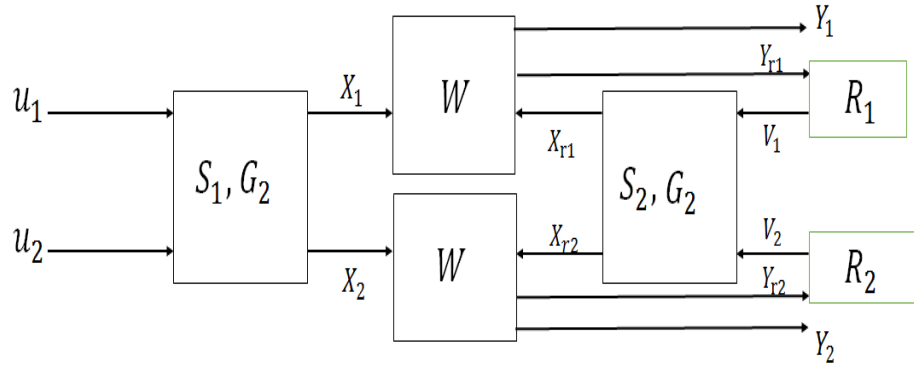 Y₁
Yᵣ₁
X₁
W
R₁
u₁
Xᵣ₁
V₁
S₁, G₂
S₂, G₂
u₂
Xᵣ₂
V₂
W
R₂
X₂
Yᵣ₂
Y₂